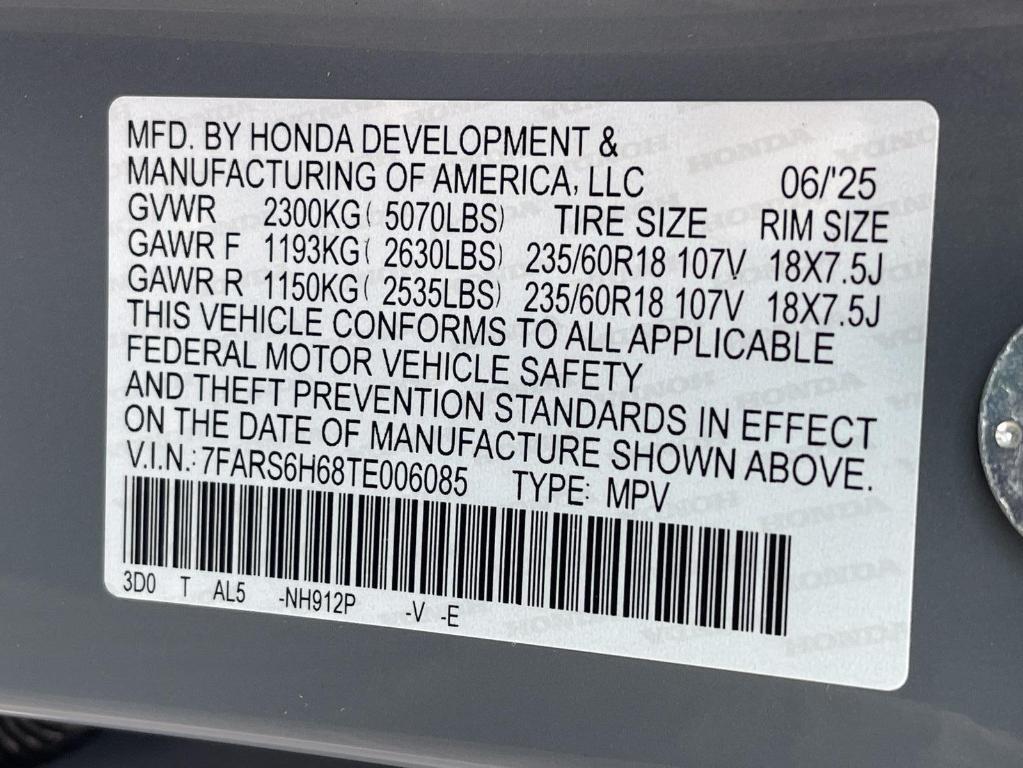 MFD. BY HONDA DEVELOPMENT &
MANUFACTURING OF AMERICA, LLC 06/'25
GVWR 2300KG( 5070LBS) TIRE SIZE RIM SIZE
GAWR F 1193KG( 2630LBS) 235/60R18 107V 18X7.5J
GAWR R 1150KG( 2535LBS) 235/60R18 107V 18X7.5J
THIS VEHICLE CONFORMS TO ALL APPLICABLE
FEDERAL MOTOR VEHICLE SAFETY
AND THEFT PREVENTION STANDARDS IN EFFECT
ON THE DATE OF MANUFACTURE SHOWN ABOVE.
V.I.N.: 7FARS6H68TE006085 TYPE: MPV
3D0 T AL5 -NH912P -V -E